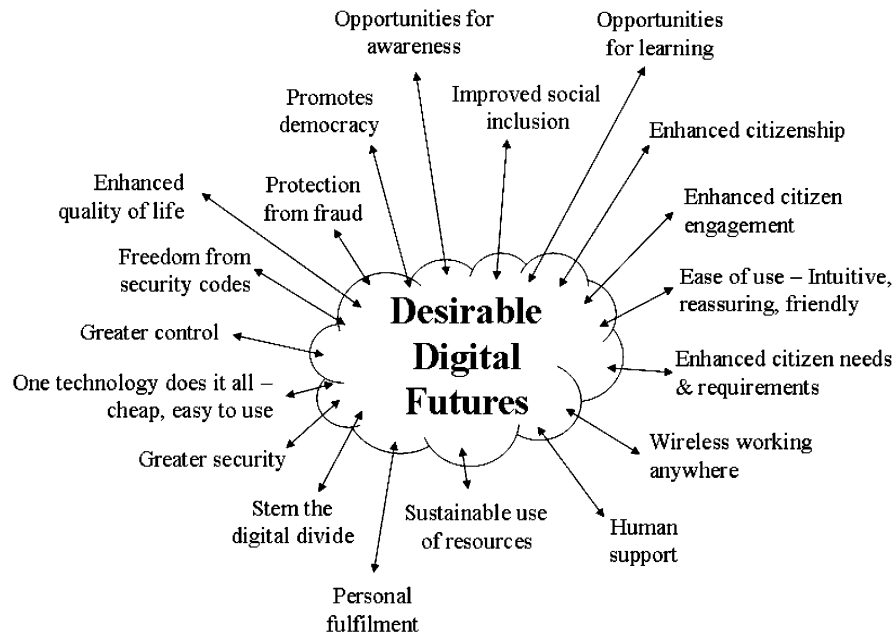 Opportunities for
awareness
Opportunities
for learning
Promotes
democracy
Improved social
inclusion
Enhanced citizenship
Enhanced
quality of life
Protection
from fraud
Enhanced citizen
engagement
Freedom from
security codes
Ease of use – Intuitive,
reassuring, friendly
Desirable
Digital
Futures
Greater control
Enhanced citizen needs
& requirements
One technology does it all –
cheap, easy to use
Greater security
Wireless working
anywhere
Stem the
digital divide
Sustainable use
of resources
Human
support
Personal
fulfilment